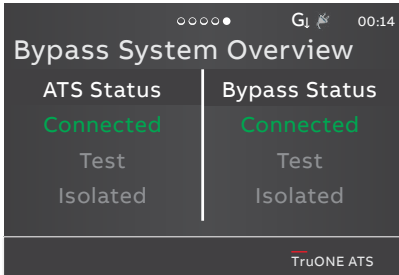 G↓ 00:14
Bypass System Overview
ATS Status Bypass Status
Connected Connected
Test Test
Isolated Isolated
TruONE ATS